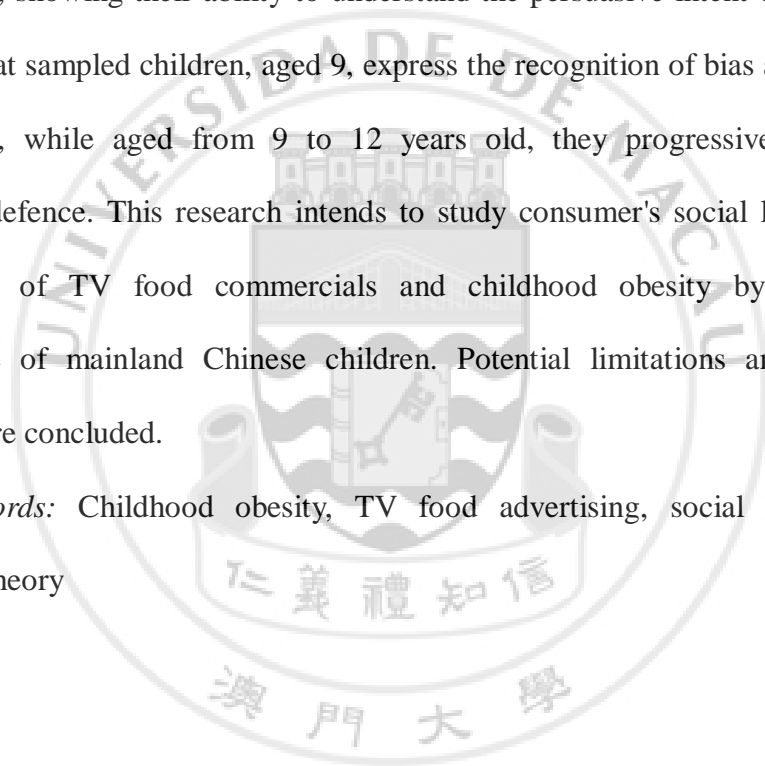 , showing their ability to understand the persuasive intent
at sampled children, aged 9, express the recognition of bias a
, while aged from 9 to 12 years old, they progressive
defence. This research intends to study consumer's social l
of TV food commercials and childhood obesity by
of mainland Chinese children. Potential limitations an
re concluded.
ords: Childhood obesity, TV food advertising, social
heory
UNIVERSIDADE DE MACAU
仁義禮知信
澳門大學